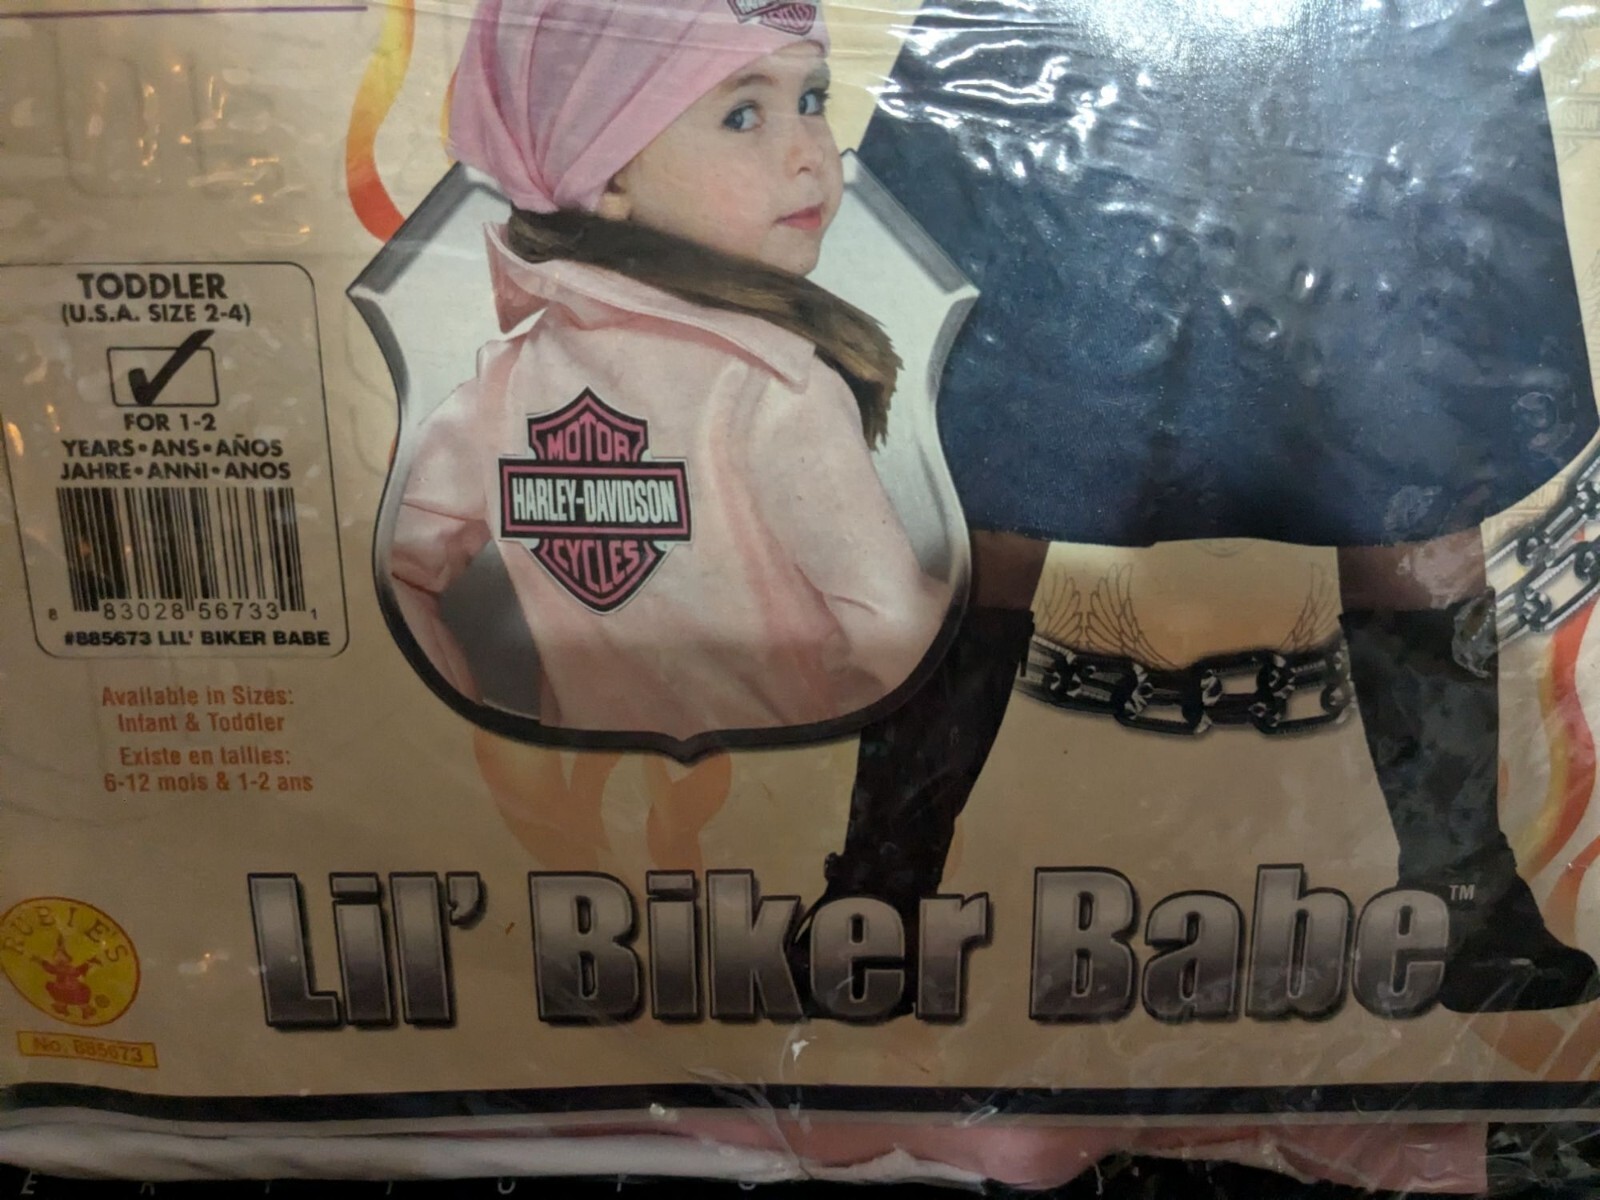 TODDLER
(U.S.A. SIZE 2-4)
FOR 1-2
YEARS•ANS•AÑOS
JAHRE•ANNI•ANOS
8 83028 56733 1
#885673 LIL' BIKER BABE
Available in Sizes:
Infant & Toddler
Existe en tailles:
6-12 mois & 1-2 ans
MOTOR
HARLEY-DAVIDSON
CYCLES
CYCLES
RUBIE'S
®
No. 885673
Lil' Biker Babe™